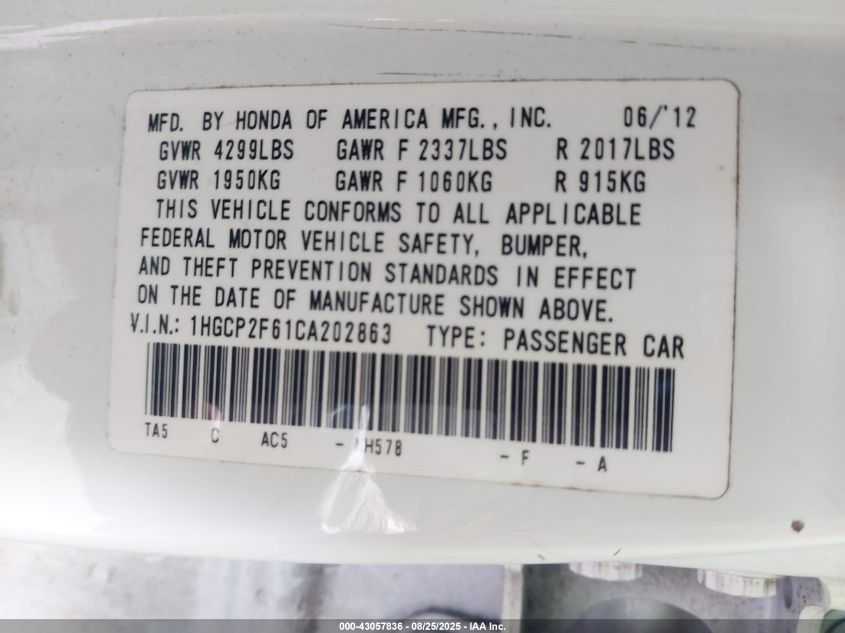 MFD. BY HONDA OF AMERICA MFG., INC. 06/'12
GVWR 4299LBS GAWR F 2337LBS R 2017LBS
GVWR 1950KG GAWR F 1060KG R 915KG
THIS VEHICLE CONFORMS TO ALL APPLICABLE
FEDERAL MOTOR VEHICLE SAFETY, BUMPER,
AND THEFT PREVENTION STANDARDS IN EFFECT
ON THE DATE OF MANUFACTURE SHOWN ABOVE.
V.I.N.: 1HGCP2F61CA202863 TYPE: PASSENGER CAR
TA5 C AC5 - H578 - F - A
000-43057836 - 08/25/2025 - IAA Inc.